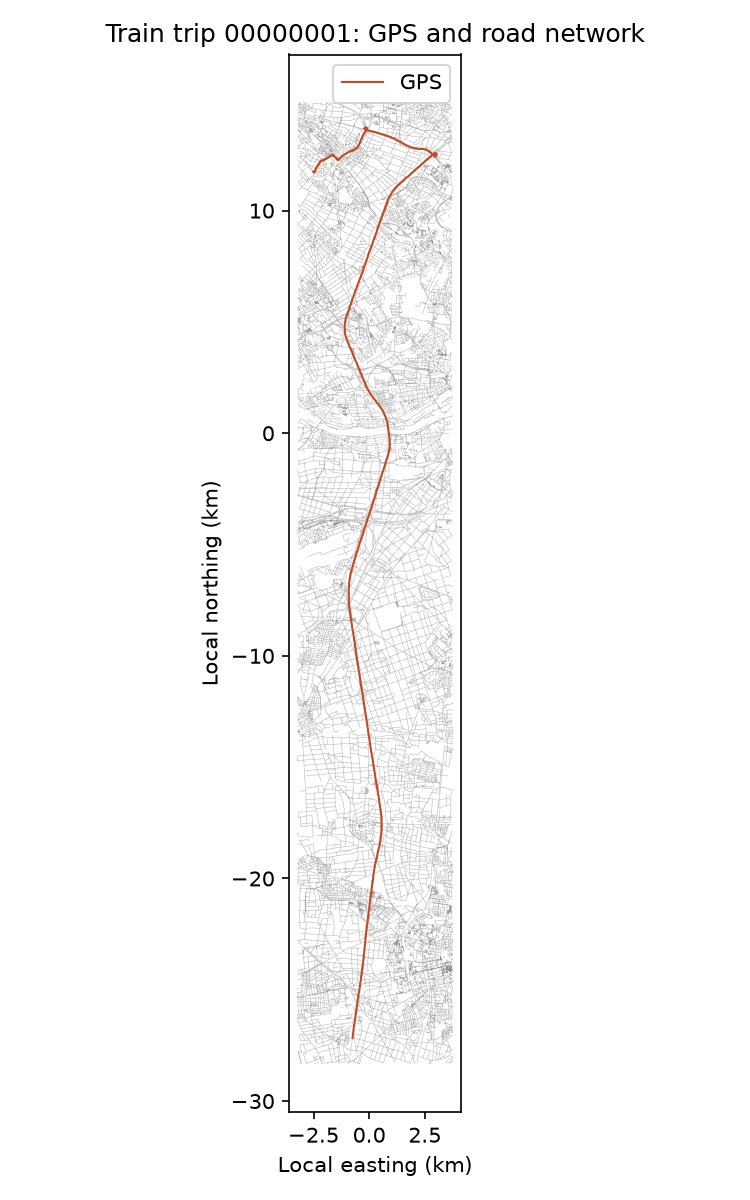 Train trip 00000001: GPS and road network
GPS
10
0
−10
−20
−30
Local northing (km)
−2.5 0.0 2.5
Local easting (km)